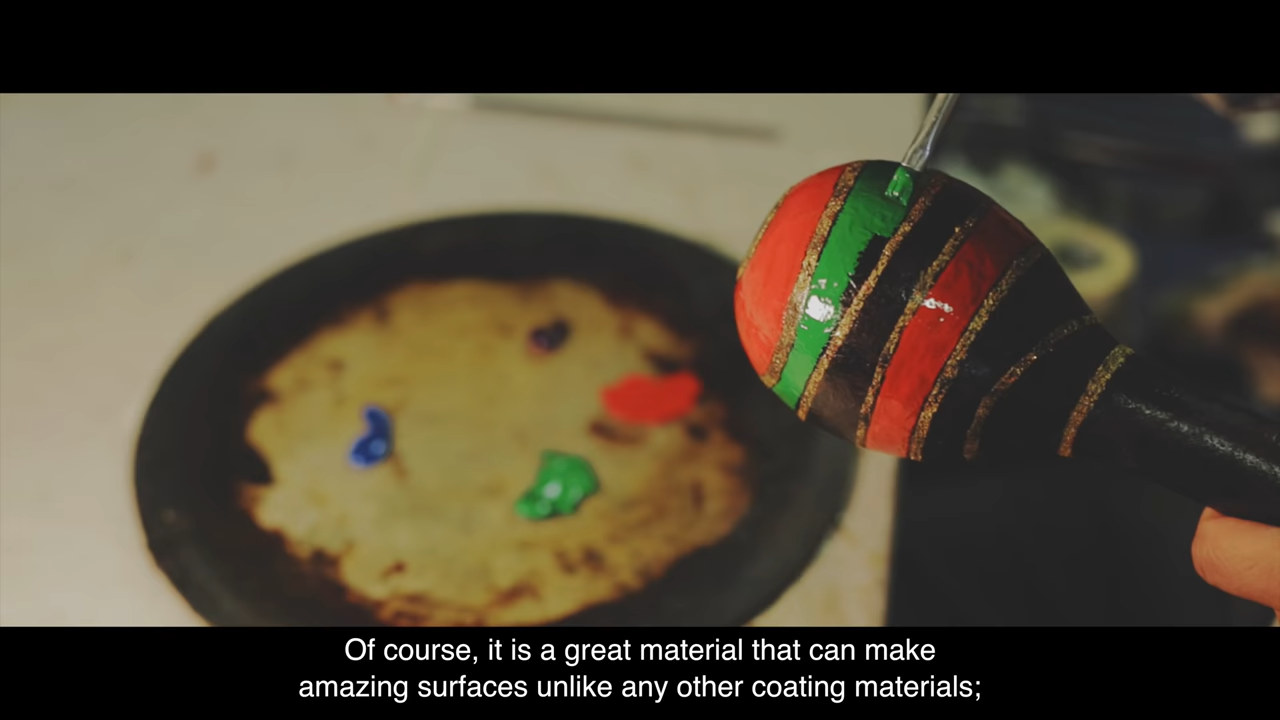 Of course, it is a great material that can make
amazing surfaces unlike any other coating materials;